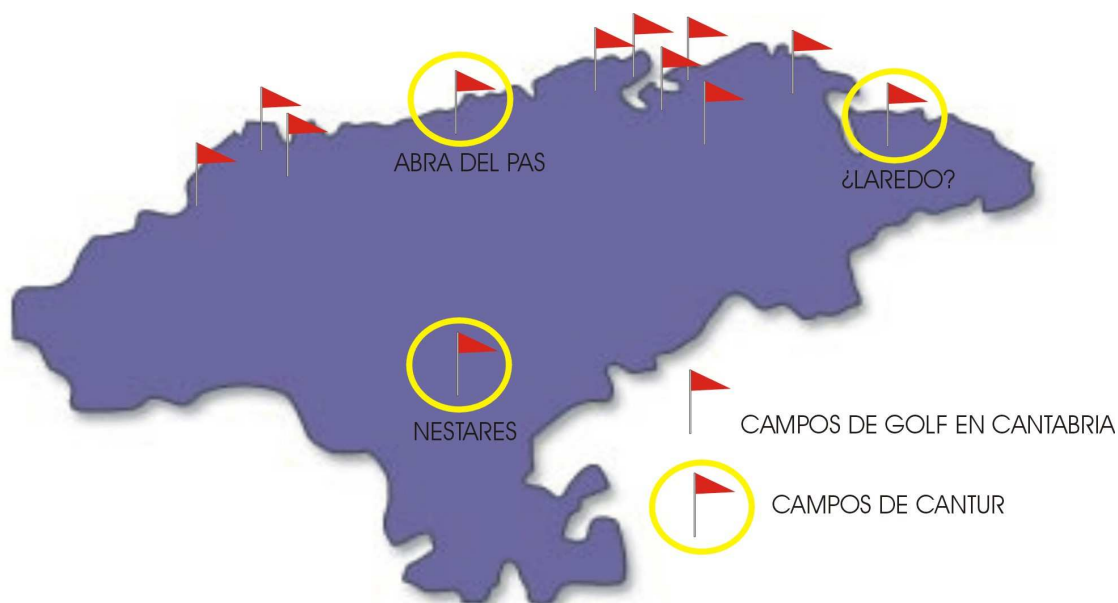 ABRA DEL PAS
¿LAREDO?
NESTARES
CAMPOS DE GOLF EN CANTABRIA
CAMPOS DE CANTUR